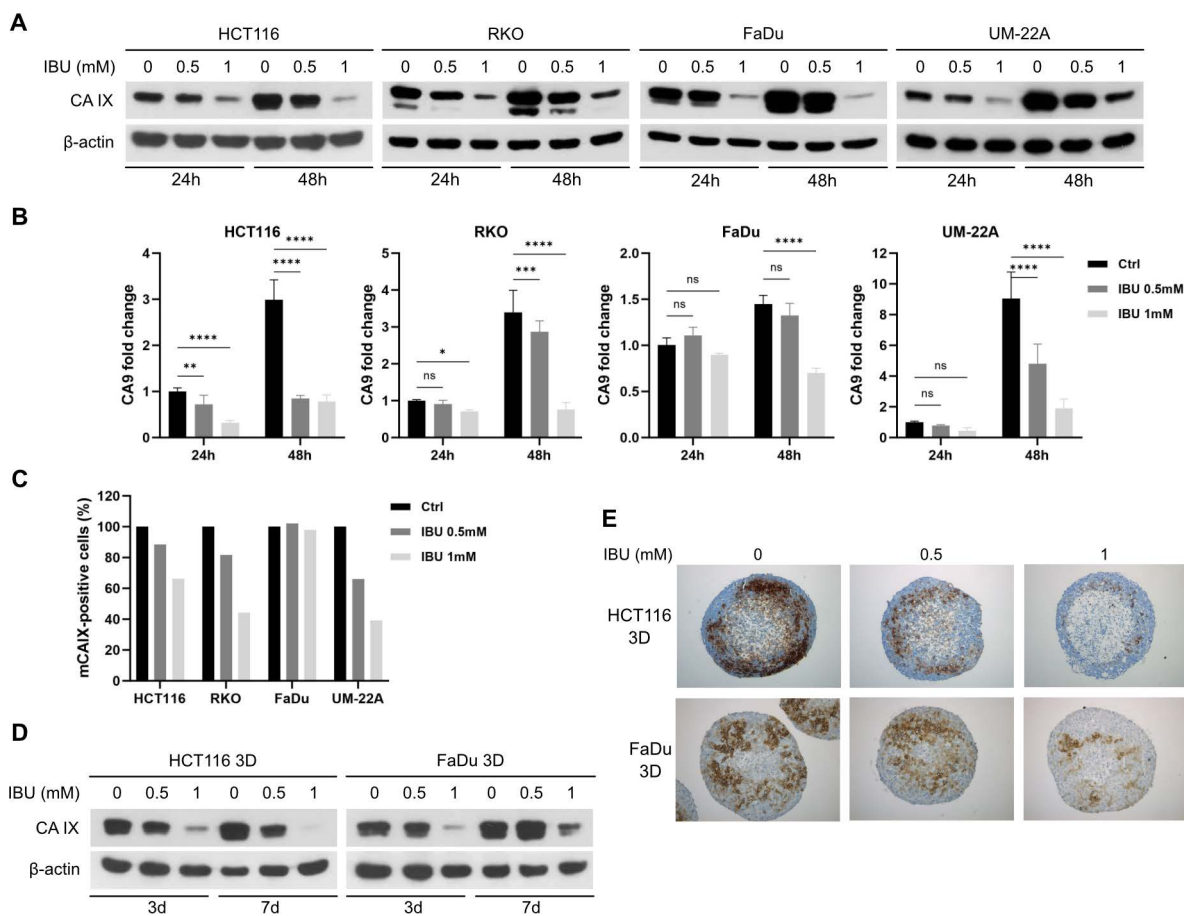 A
HCT116 RKO FaDu UM-22A
IBU (mM) 0 0.5 1 0 0.5 1 0 0.5 1 0 0.5 1 0 0.5 1 0 0.5 1 0 0.5 1 0 0.5 1
CA IX
β-actin
24h 48h 24h 48h 24h 48h 24h 48h
B
HCT116
CA9 fold change
4
3
2
1
0
**
****
****
****
24h 48h
RKO
CA9 fold change
5
4
3
2
1
0
ns
*
***
****
24h 48h
FaDu
CA9 fold change
2.0
1.5
1.0
0.5
0.0
ns
ns
ns
****
24h 48h
UM-22A
CA9 fold change
10
8
6
4
2
0
ns
ns
****
****
24h 48h
Ctrl
IBU 0.5mM
IBU 1mM
C
mCAIX-positive cells (%)
120
100
80
60
40
20
0
HCT116 RKO FaDu UM-22A
Ctrl
IBU 0.5mM
IBU 1mM
D
HCT116 3D FaDu 3D
IBU (mM) 0 0.5 1 0 0.5 1 0 0.5 1 0 0.5 1
CA IX
β-actin
3d 7d 3d 7d
E
IBU (mM) 0 0.5 1
HCT116
3D
FaDu
3D